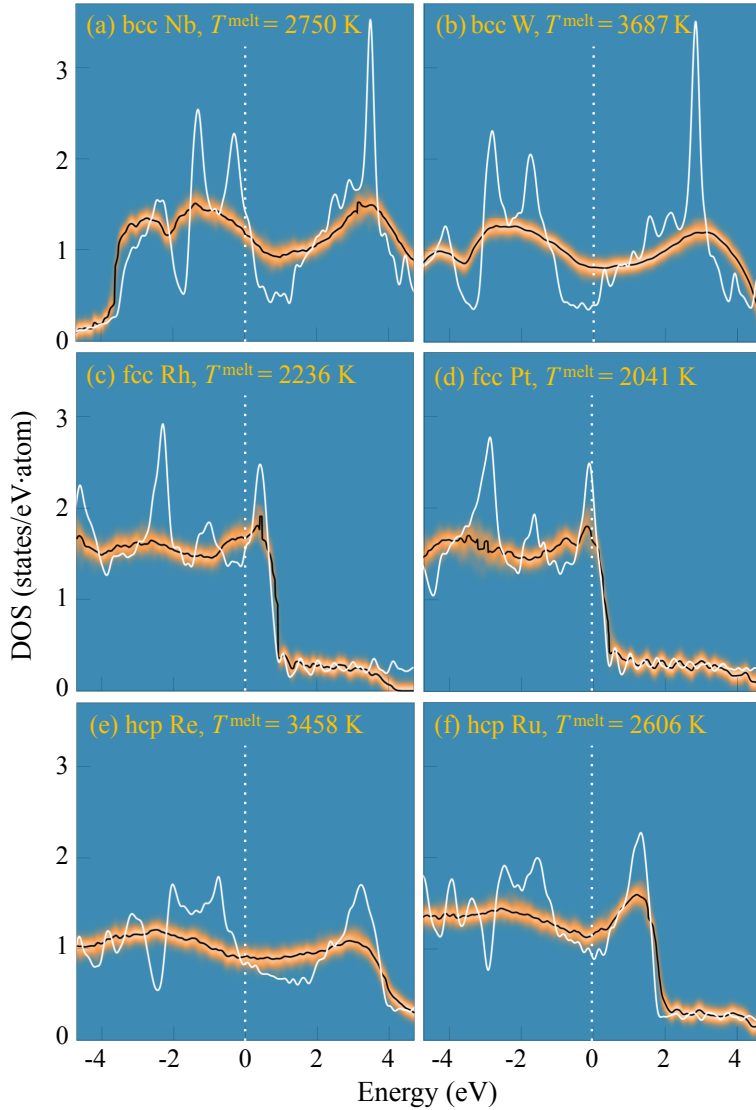 (a) bcc Nb, T^melt = 2750 K
(b) bcc W, T^melt = 3687 K
3
2
1
0
(c) fcc Rh, T^melt = 2236 K
(d) fcc Pt, T^melt = 2041 K
3
2
1
0
DOS (states/eV·atom)
(e) hcp Re, T^melt = 3458 K
(f) hcp Ru, T^melt = 2606 K
3
2
1
0
-4 -2 0 2 4
-4 -2 0 2 4
Energy (eV)